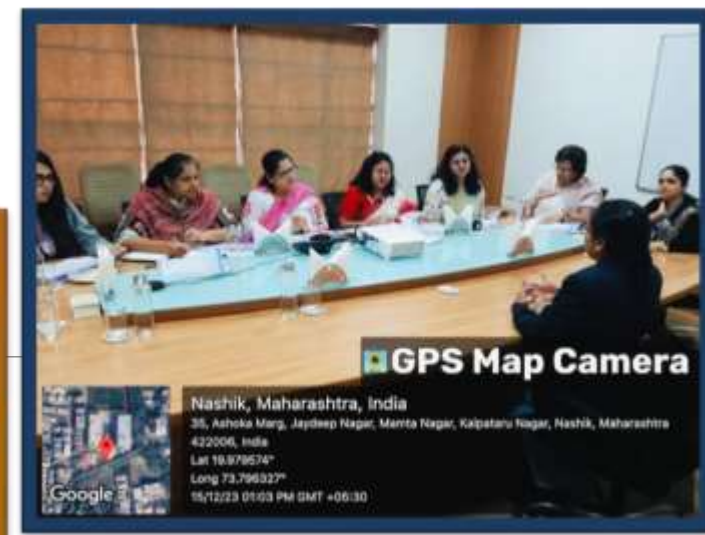 GPS Map Camera
Nashik, Maharashtra, India
35, Ashoka Marg, Jaydeep Nagar, Mamta Nagar, Kalpataru Nagar, Nashik, Maharashtra
422006, India
Lat 19.979574°
Long 73.796327°
15/12/23 01:03 PM GMT +05:30
Google